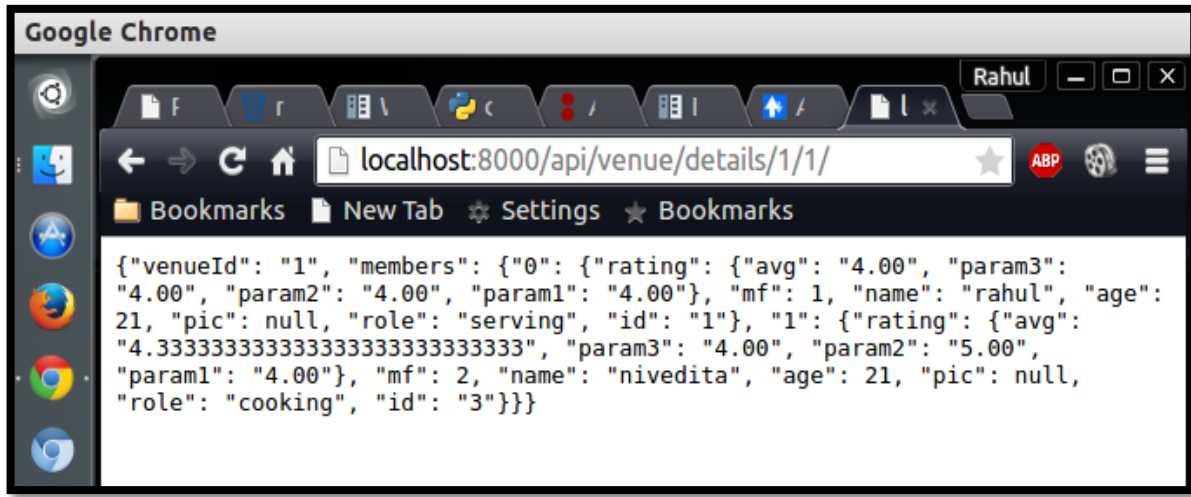 Google Chrome
Rahul
F r V c A I A l
localhost:8000/api/venue/details/1/1/
ABP
Bookmarks New Tab Settings Bookmarks
{"venueId": "1", "members": {"0": {"rating": {"avg": "4.00", "param3":
"4.00", "param2": "4.00", "param1": "4.00"}, "mf": 1, "name": "rahul", "age":
21, "pic": null, "role": "serving", "id": "1"}, "1": {"rating": {"avg":
"4.333333333333333333333333333", "param3": "4.00", "param2": "5.00",
"param1": "4.00"}, "mf": 2, "name": "nivedita", "age": 21, "pic": null,
"role": "cooking", "id": "3"}}}